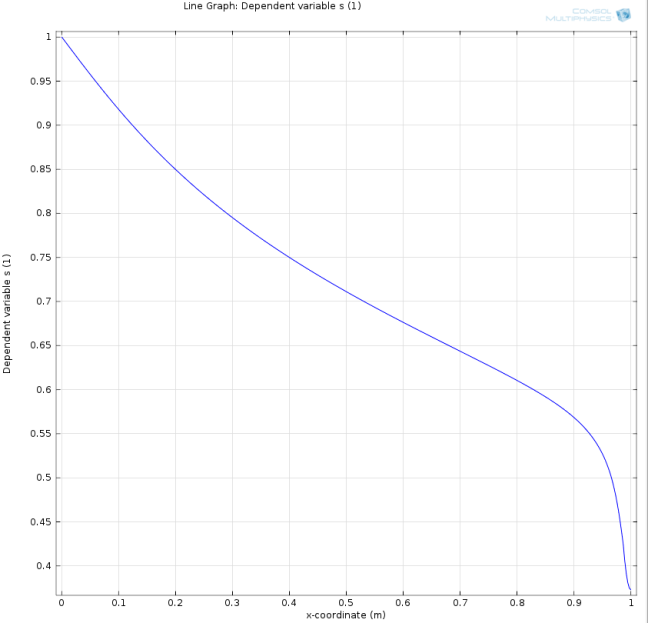 Line Graph: Dependent variable s (1)
COMSOL
MULTIPHYSICS
1
0.95
0.9
0.85
0.8
0.75
0.7
0.65
0.6
0.55
0.5
0.45
0.4
Dependent variable s (1)
0 0.1 0.2 0.3 0.4 0.5 0.6 0.7 0.8 0.9 1
x-coordinate (m)